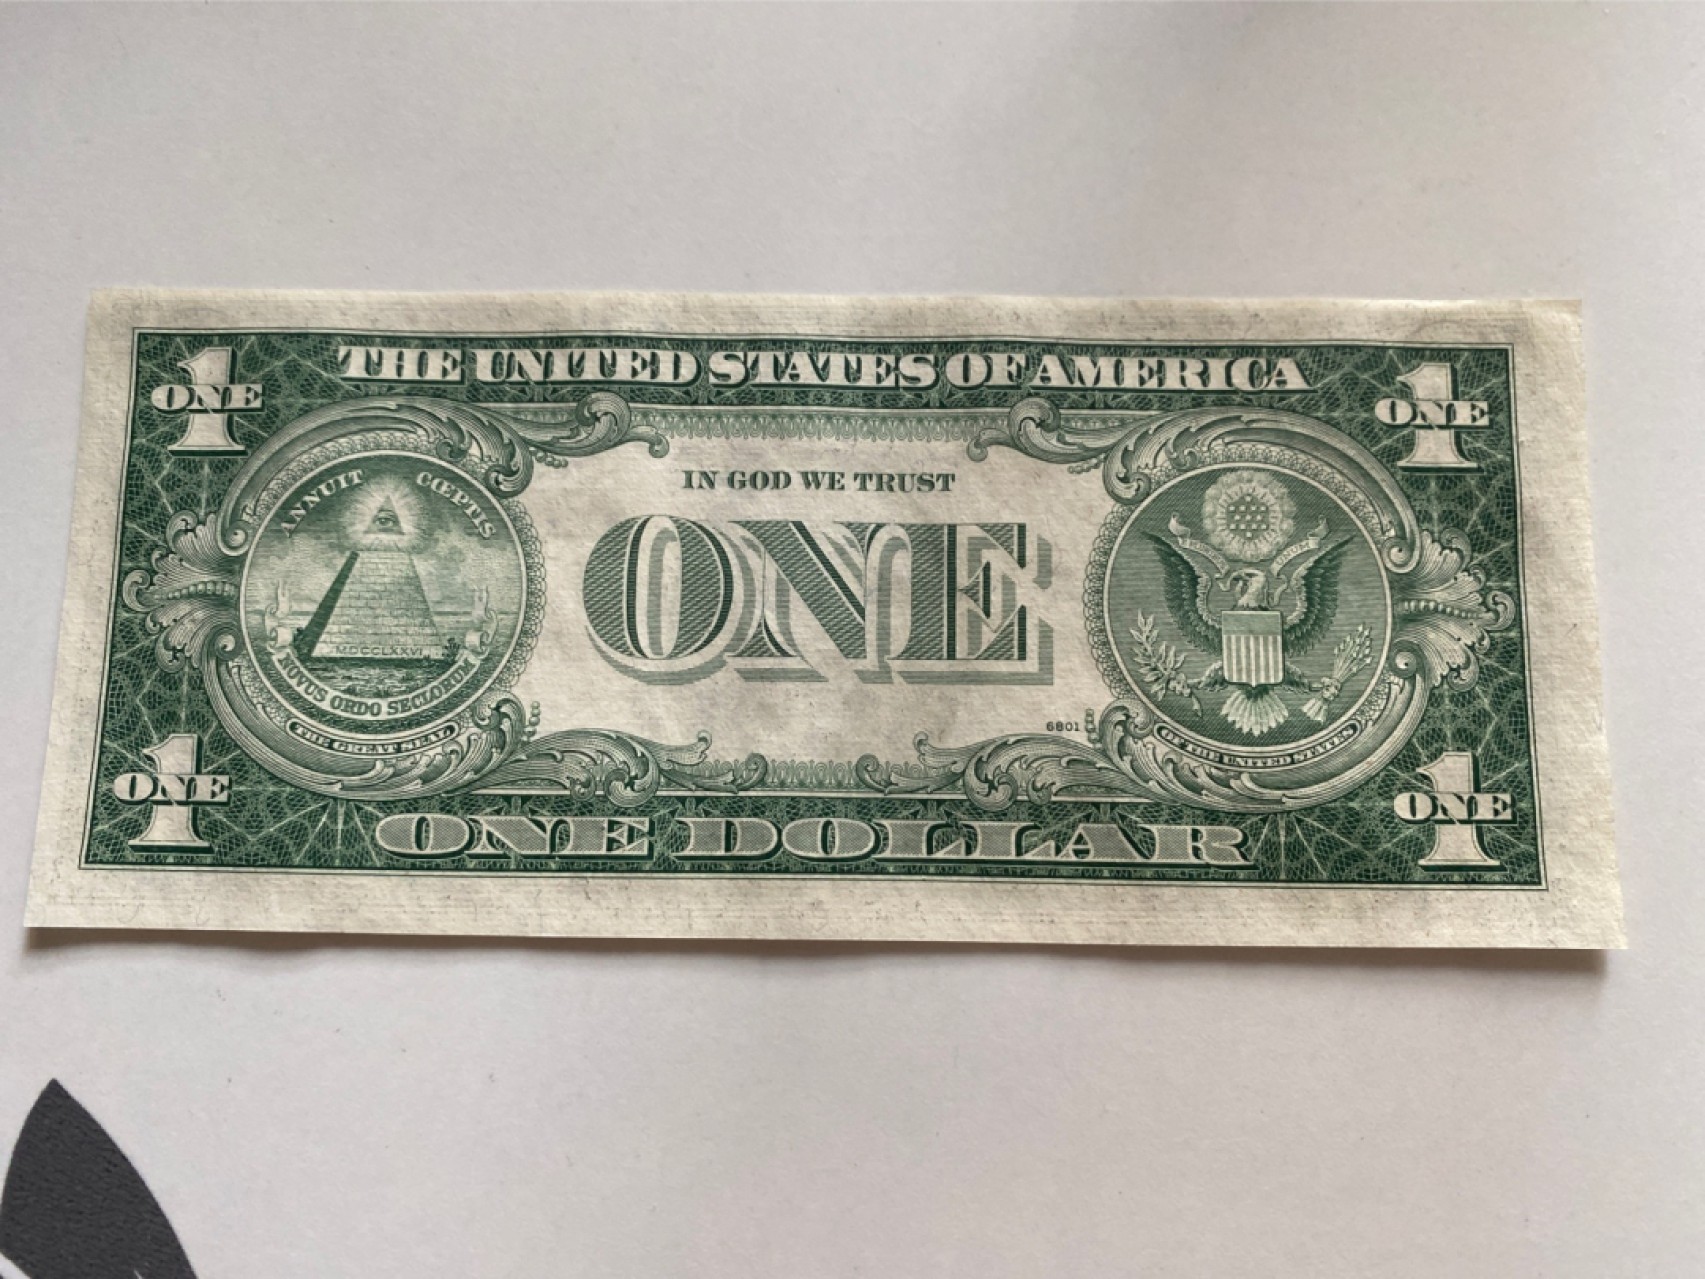 THE UNITED STATES OF AMERICA
1
ONE
1
ONE
IN GOD WE TRUST
ANNUIT CŒPTIS
ONE
MDCCLXXVI
NOVUS ORDO SECLORUM
THE GREAT SEAL
6801
OF THE UNITED STATES
1
ONE
1
ONE
ONE DOLLAR